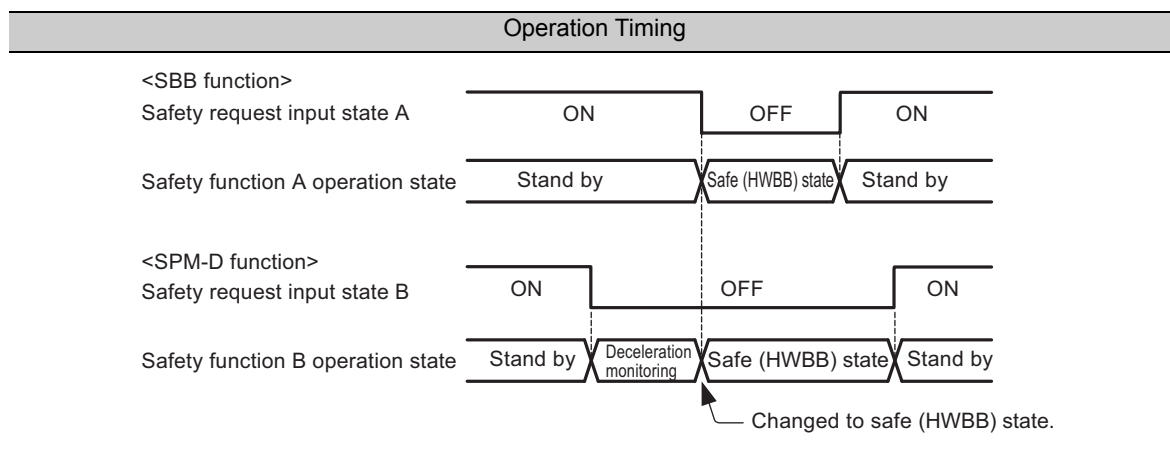 Operation Timing
<SBB function>
Safety request input state A
ON OFF ON
Safety function A operation state
Stand by Safe (HWBB) state Stand by
<SPM-D function>
Safety request input state B
ON OFF ON
Safety function B operation state
Stand by Deceleration monitoring Safe (HWBB) state Stand by
Changed to safe (HWBB) state.